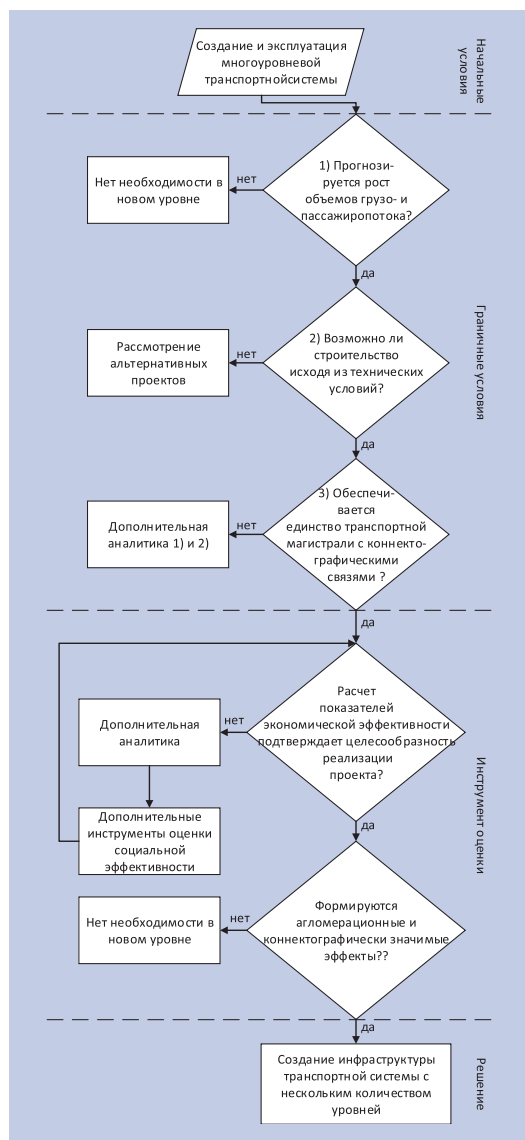 Создание и эксплуатация
многоуровневой
транспортнойсистемы
Начальные
условия
1) Прогнози-
руется рост
объемов грузо- и
пассажиропотока?
нет
Нет необходимости в
новом уровне
да
Граничные условия
2) Возможно ли
строительство
исходя из технических
условий?
нет
Рассмотрение
альтернативных
проектов
да
3) Обеспечи-
вается
единство транспортной
магистрали с коннекто-
графическими
связями ?
нет
Дополнительная
аналитика 1) и 2)
да
Инструмент оценки
Расчет
показателей
экономической эффективности
подтверждает целесообразность
реализации
проекта?
нет
Дополнительная
аналитика
Дополнительные
инструменты оценки
социальной
эффективности
да
Формируются
агломерационные и
коннектографически значимые
эффекты??
нет
Нет необходимости в
новом уровне
да
Решение
Создание инфраструктуры
транспортной системы с
нескольким количеством
уровней